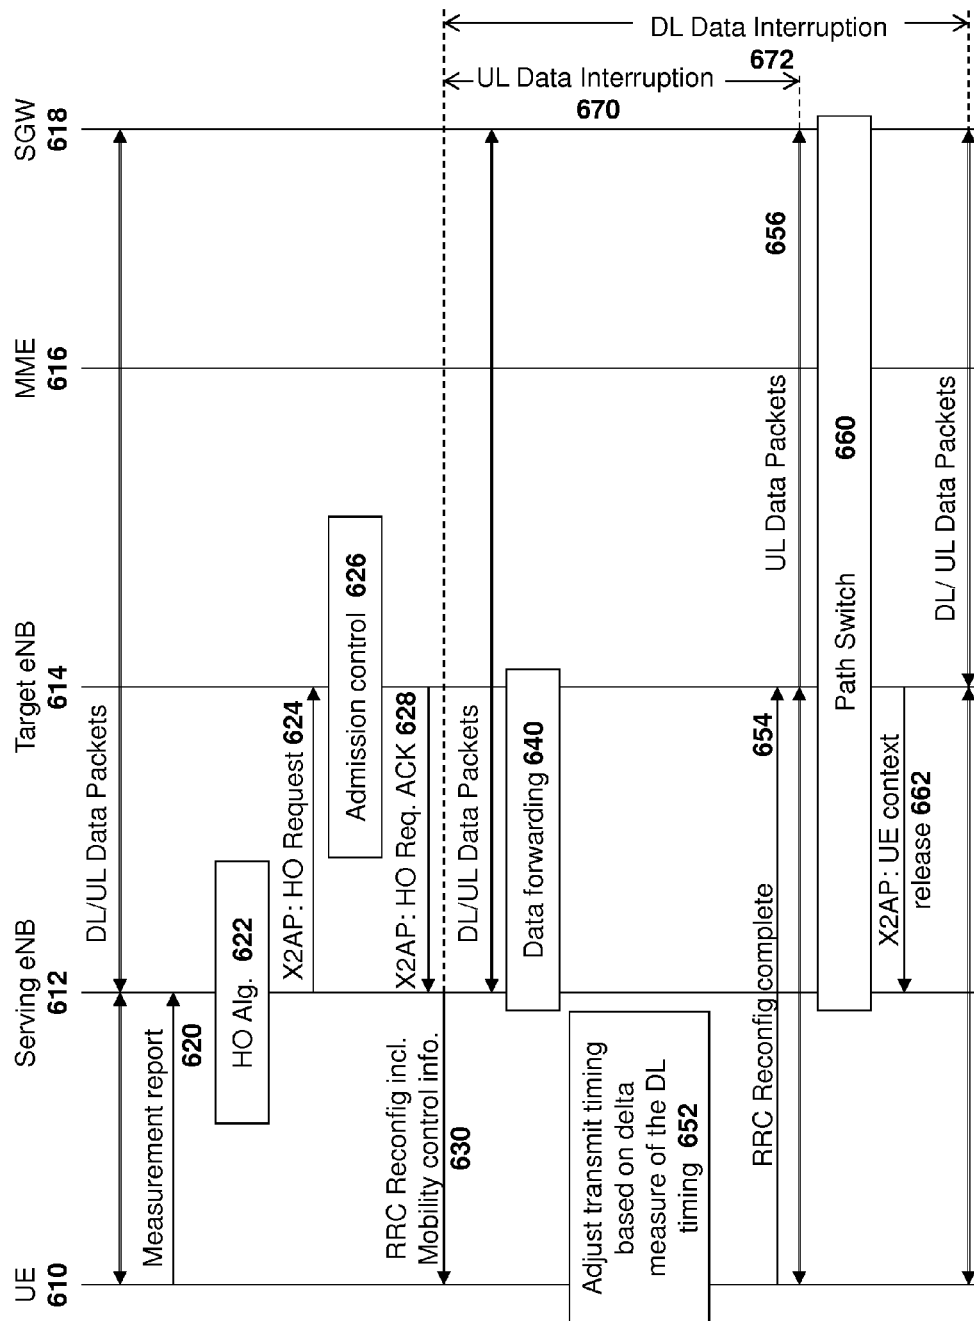 UE
610
Serving eNB
612
Target eNB
614
MME
616
SGW
618
DL/UL Data Packets
Measurement report
620
HO Alg. 622
X2AP: HO Request 624
Admission control 626
X2AP: HO Req. ACK 628
RRC Reconfig incl.
Mobility control info.
630
DL/UL Data Packets
Data forwarding 640
Adjust transmit timing
based on delta
measure of the DL
timing 652
RRC Reconfig complete
654
UL Data Packets
656
Path Switch
660
X2AP: UE context
release 662
DL/ UL Data Packets
UL Data Interruption
670
DL Data Interruption
672